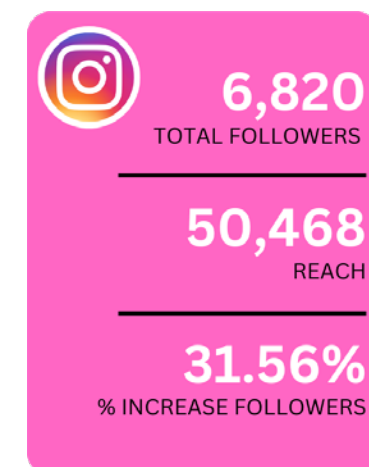 6,820
TOTAL FOLLOWERS
50,468
REACH
31.56%
% INCREASE FOLLOWERS